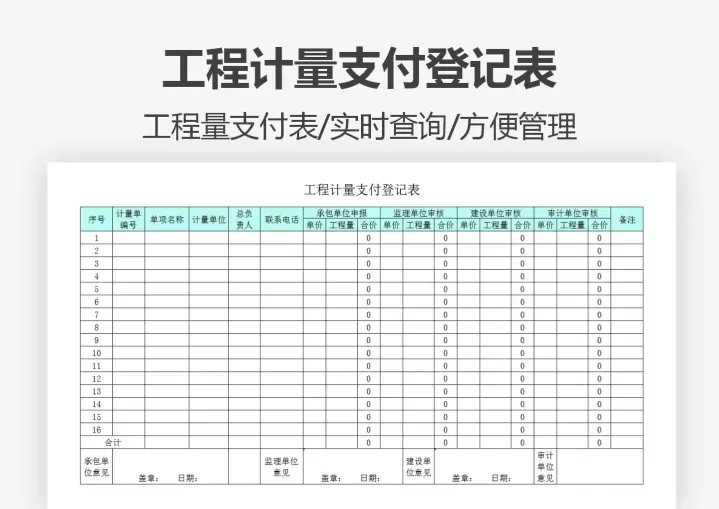 工程计量支付登记表
工程量支付表/实时查询/方便管理
工程计量支付登记表
序号 计量单编号 单项名称 计量单位 总负责人 联系电话 承包单位申报 监理单位审核 建设单位审核 审计单位审核 备注
单价 工程量 合价 单价 工程量 合价 单价 工程量 合价 单价 工程量 合价
1 0 0 0 0
2 0 0 0 0
3 0 0 0 0
4 0 0 0 0
5 0 0 0 0
6 0 0 0 0
7 0 0 0 0
8 0 0 0 0
9 0 0 0 0
10 0 0 0 0
11 0 0 0 0
12 0 0 0 0
13 0 0 0 0
14 0 0 0 0
15 0 0 0 0
16 0 0 0 0
合计 0 0 0 0
承包单位意见 盖章： 日期： 监理单位意见 盖章： 日期： 建设单位意见 盖章： 日期： 审计单位意见